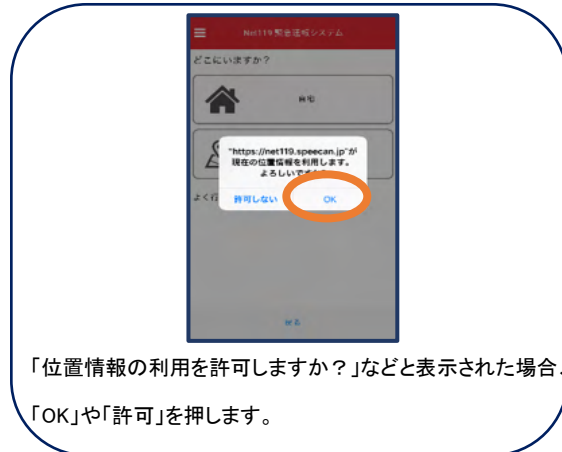 Net119緊急通報システム
どこにいますか?
自宅
"https://net119.speecan.jp"が
現在の位置情報を利用します。
よろしいですか
よく行
許可しない
OK
戻る
「位置情報の利用を許可しますか?」などと表示された場合、
「OK」や「許可」を押します。